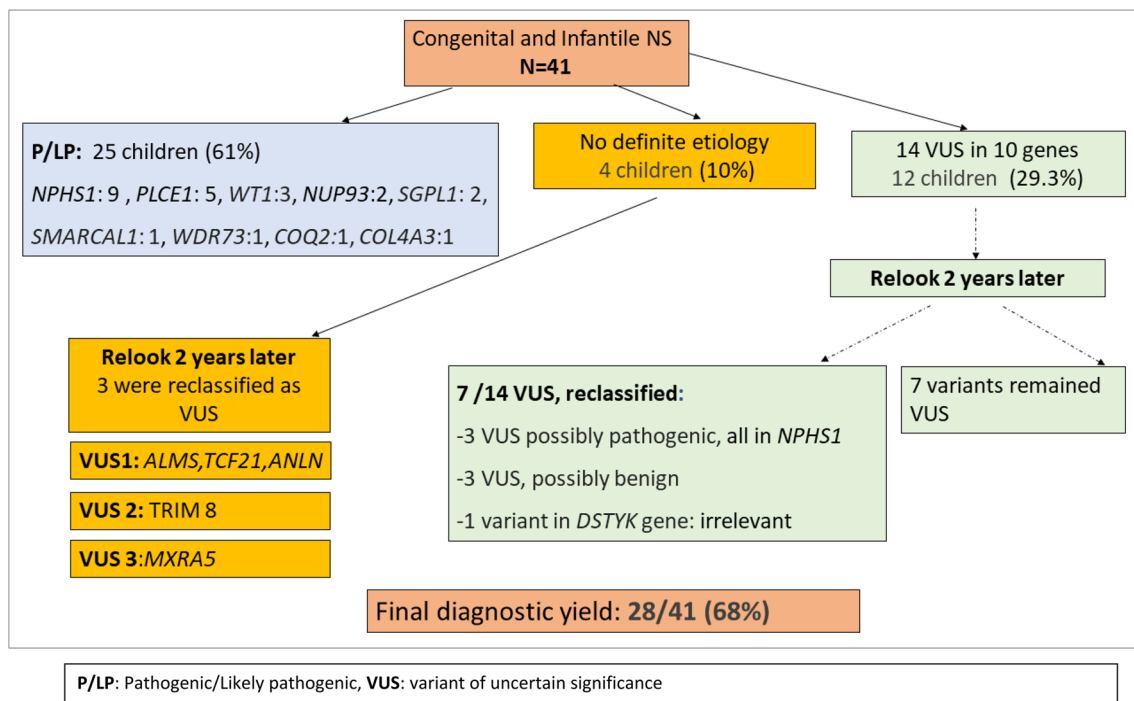 Congenital and Infantile NS
N=41
P/LP: 25 children (61%)
NPHS1: 9 , PLCE1: 5, WT1:3, NUP93:2, SGPL1: 2,
SMARCAL1: 1, WDR73:1, COQ2:1, COL4A3:1
No definite etiology
4 children (10%)
14 VUS in 10 genes
12 children (29.3%)
Relook 2 years later
Relook 2 years later
3 were reclassified as
VUS
VUS1: ALMS,TCF21,ANLN
VUS 2: TRIM 8
VUS 3:MXRA5
7 /14 VUS, reclassified:
-3 VUS possibly pathogenic, all in NPHS1
-3 VUS, possibly benign
-1 variant in DSTYK gene: irrelevant
7 variants remained
VUS
Final diagnostic yield: 28/41 (68%)
P/LP: Pathogenic/Likely pathogenic, VUS: variant of uncertain significance